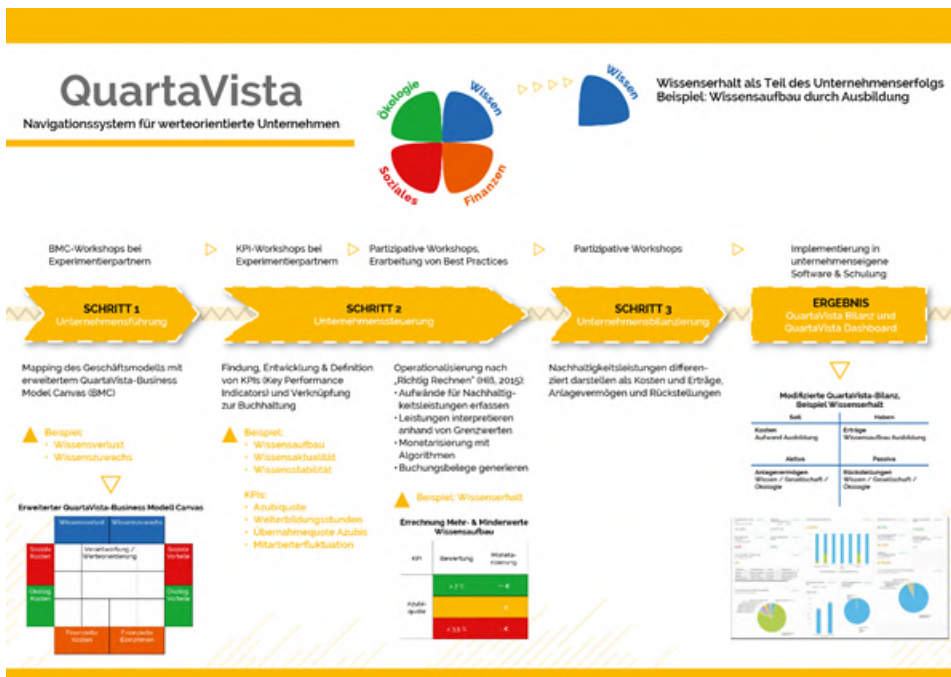 QuartaVista
Navigationssystem für werteorientierte Unternehmen
Ökologie
Wissen
Soziales
Finanzen
Wissen
Wissenserhalt als Teil des Unternehmenserfolgs
Beispiel: Wissensaufbau durch Ausbildung
BMC-Workshops bei
Experimentierpartnern
KPI-Workshops bei
Experimentierpartnern
Partizipative Workshops,
Erarbeitung von Best Practices
Partizipative Workshops
Implementierung in
unternehmenseigene
Software & Schulung
SCHRITT 1
Unternehmensführung
SCHRITT 2
Unternehmenssteuerung
SCHRITT 3
Unternehmensbilanzierung
ERGEBNIS
QuartaVista Bilanz und
QuartaVista Dashboard
Mapping des Geschäftsmodells mit
erweitertem QuartaVista-Business
Model Canvas (BMC)
Beispiel:
• Wissensverlust
• Wissenszuwachs
Erweiterter QuartaVista-Business Modell Canvas
Wissensverlust
Wissenszuwachs
Soziale
Kosten
Verantwortung /
Werteorientierung
Soziale
Vorteile
Ökolog.
Kosten
Ökolog.
Vorteile
Finanzielle
Kosten
Finanzielle
Findung, Entwicklung & Definition
von KPIs (Key Performance
Indicators) und Verknüpfung
zur Buchhaltung
Beispiel:
• Wissensaufbau
• Wissensaktualität
• Wissensstabilität
KPIs:
• Azubiquote
• Weiterbildungsstunden
• Übernahmequote Azubis
• Mitarbeiterfluktuation
Operationalisierung nach
„Richtig Rechnen" (Hiß, 2015):
• Aufwände für Nachhaltig-
keitsleistungen erfassen
• Leistungen interpretieren
anhand von Grenzwerten
• Monetarisierung mit
Algorithmen
• Buchungsbelege generieren
Beispiel: Wissenserhalt
Errechnung Mehr- & Minderwerte
Wissensaufbau
KPI
Bewertung
Moneta-
risierung
Azubi-
quote
Nachhaltigkeitsleistungen differen-
ziert darstellen als Kosten und Erträge,
Anlagevermögen und Rückstellungen
Modifizierte QuartaVista-Bilanz,
Beispiel Wissenserhalt
Soll
Haben
Kosten
Aufwand Ausbildung
Erträge
Wissensaufbau Ausbildung
Aktiva
Passiva
Anlagevermögen
Wissen / Gesellschaft /
Ökologie
Rückstellungen
Wissen / Gesellschaft /
Ökologie